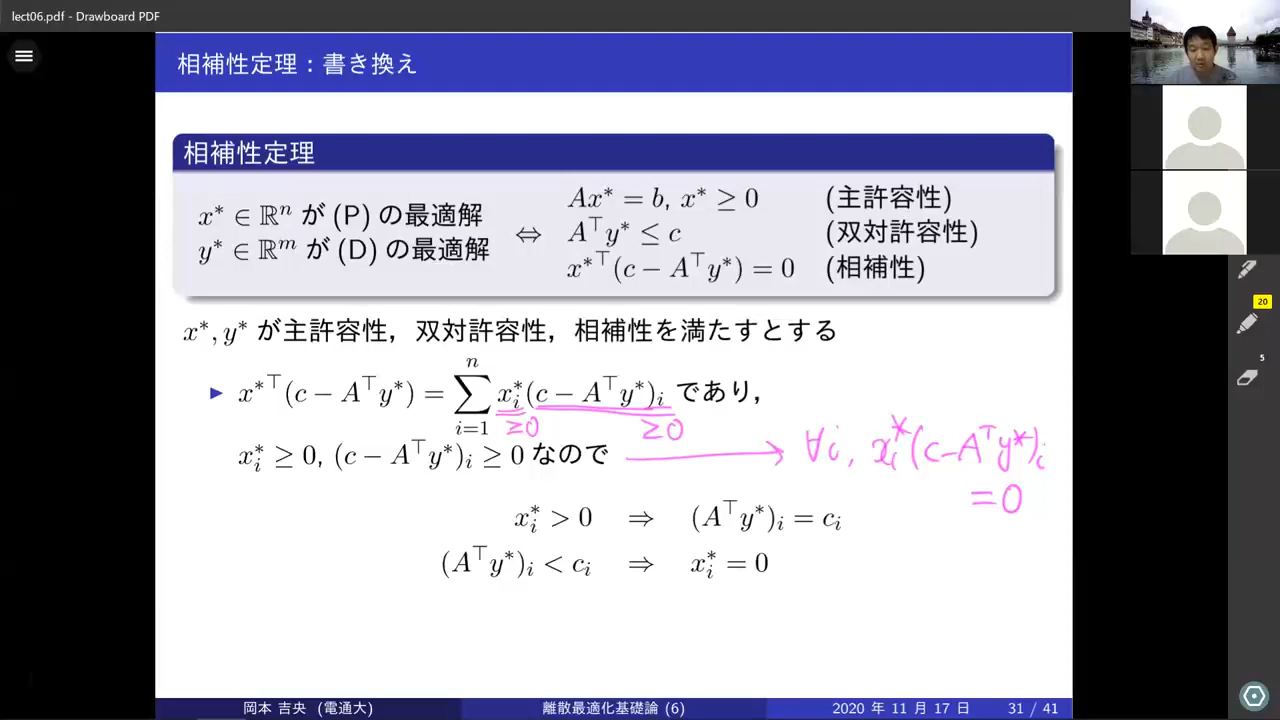 lect06.pdf - Drawboard PDF
相補性定理：書き換え
相補性定理
x* ∈ ℝⁿ が (P) の最適解
y* ∈ ℝᵐ が (D) の最適解
⇔
Ax* = b, x* ≥ 0 (主許容性)
A⊤y* ≤ c (双対許容性)
x*⊤(c − A⊤y*) = 0 (相補性)
x*, y* が主許容性，双対許容性，相補性を満たすとする
▶ x*⊤(c − A⊤y*) = ∑ᵢ₌₁ⁿ xᵢ*(c − A⊤y*)ᵢ であり，
≥0 ≥0
xᵢ* ≥ 0, (c − A⊤y*)ᵢ ≥ 0 なので → ∀i, xᵢ*(c−A⊤y*)ᵢ
=0
xᵢ* > 0 ⇒ (A⊤y*)ᵢ = cᵢ
(A⊤y*)ᵢ < cᵢ ⇒ xᵢ* = 0
岡本 吉央 (電通大) 離散最適化基礎論 (6) 2020 年 11 月 17 日 31 / 41
20
5